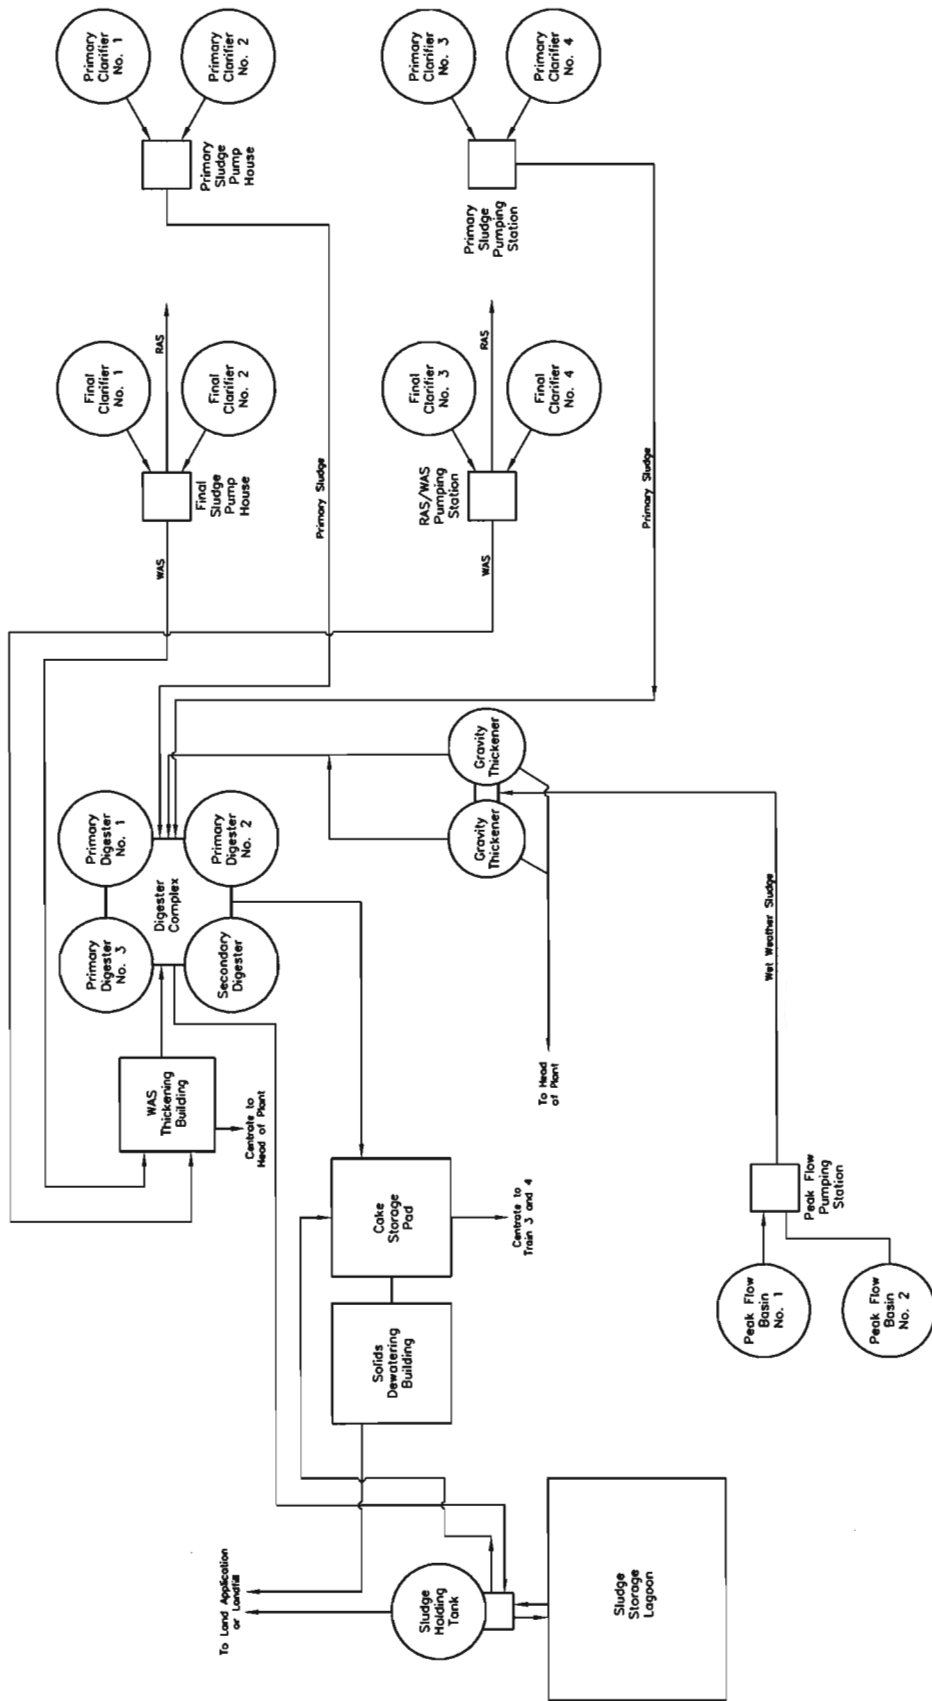 Primary
Clarifier
No. 1
Primary
Clarifier
No. 2
Primary
Sludge
Pump
House
Primary
Clarifier
No. 3
Primary
Clarifier
No. 4
Primary
Sludge
Pumping
Station
Final
Clarifier
No. 1
Final
Clarifier
No. 2
RAS
Final
Sludge
Pump
House
WAS
Primary Sludge
Final
Clarifier
No. 3
Final
Clarifier
No. 4
RAS
RAS/WAS
Pumping
Station
WAS
Primary Sludge
Primary
Digester
No. 1
Primary
Digester
No. 2
Digester
Complex
Primary
Digester
No. 3
Secondary
Digester
Gravity
Thickener
Gravity
Thickener
Wet Weather Sludge
To Head
of Plant
WAS
Thickening
Building
Centrate to
Head of Plant
Cake
Storage
Pad
Centrate to
Train 3 and 4
Solids
Dewatering
Building
Peak Flow
Pumping
Station
Peak Flow
Basin
No. 1
Peak Flow
Basin
No. 2
To Land Application
or Landfill
Sludge
Holding
Tank
Sludge
Storage
Lagoon